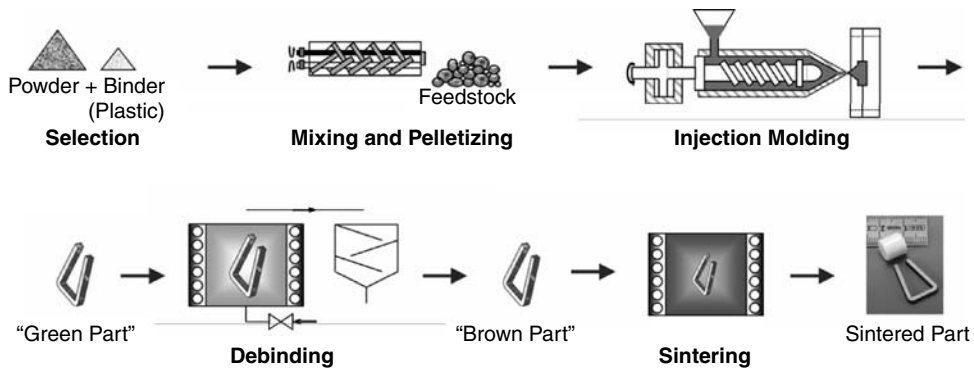 Powder + Binder
(Plastic)
Selection
Feedstock
Mixing and Pelletizing
Injection Molding
“Green Part”
Debinding
“Brown Part”
Sintering
Sintered Part